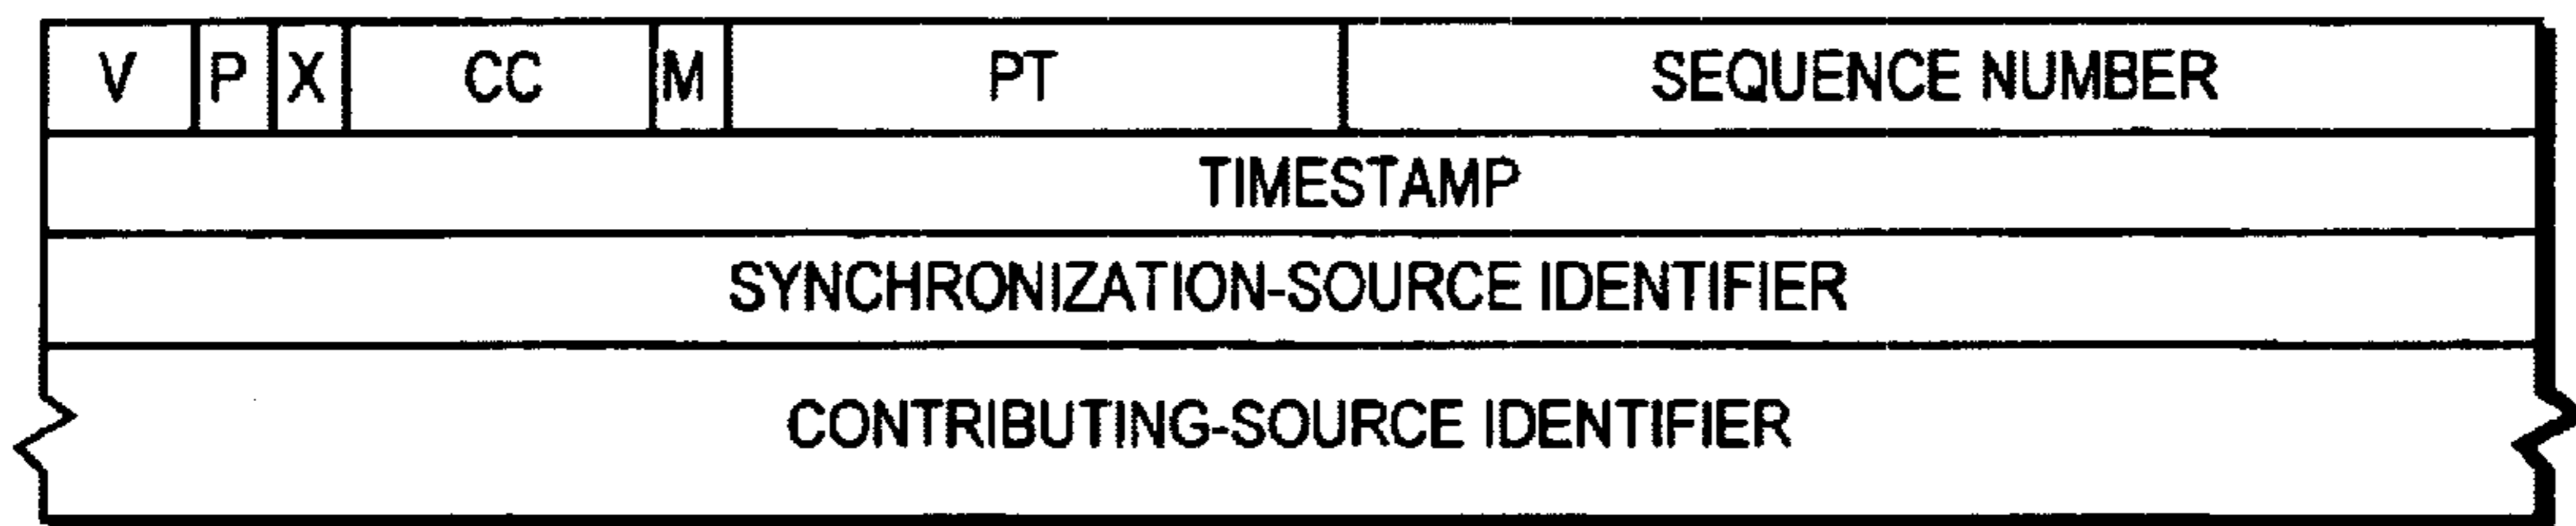 V P X CC M PT SEQUENCE NUMBER
TIMESTAMP
SYNCHRONIZATION-SOURCE IDENTIFIER
CONTRIBUTING-SOURCE IDENTIFIER